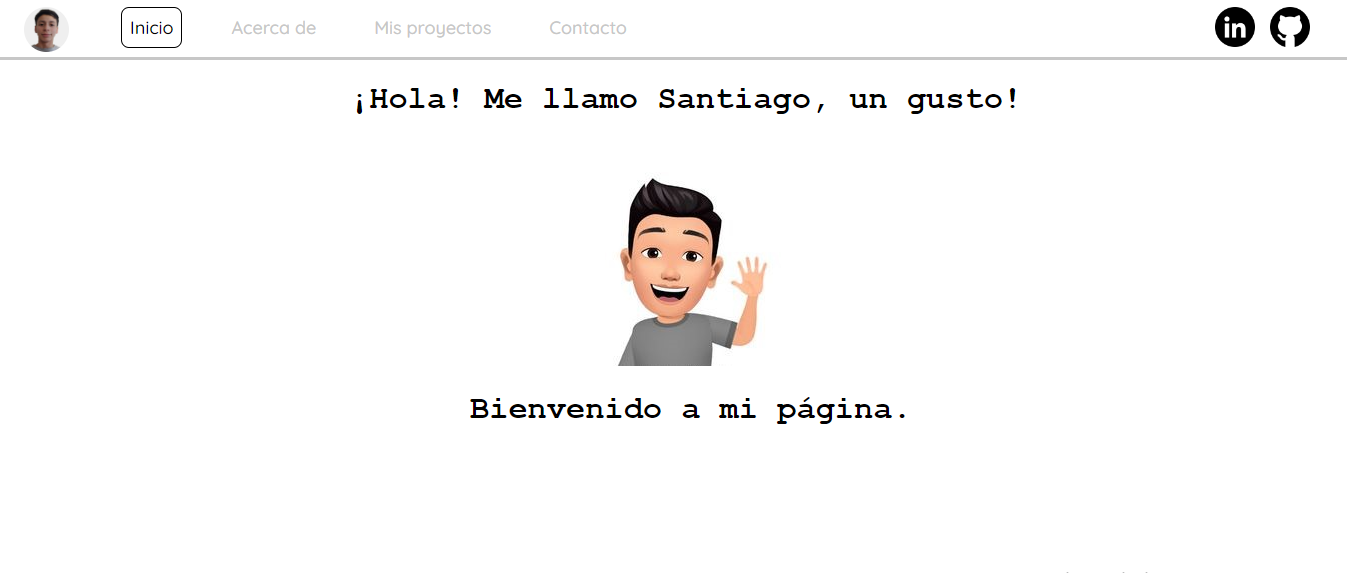 Inicio Acerca de Mis proyectos Contacto in
¡Hola! Me llamo Santiago, un gusto!
Bienvenido a mi página.